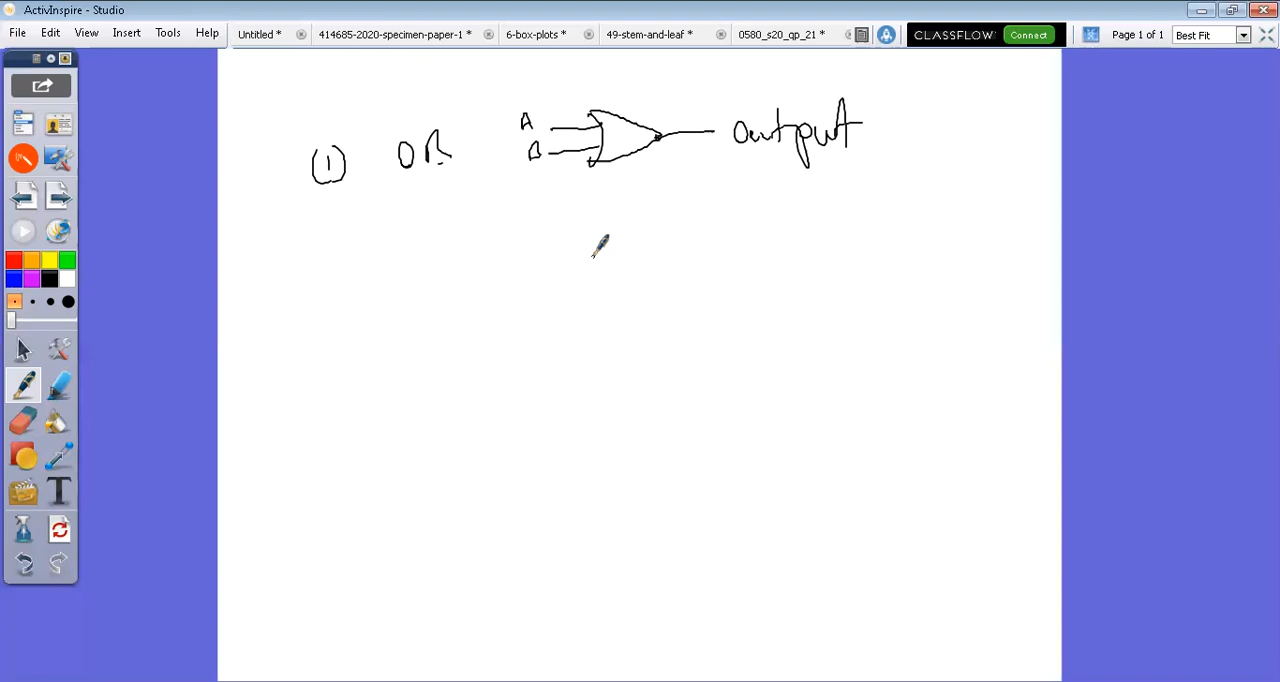 ActivInspire - Studio
File Edit View Insert Tools Help
Untitled * 414685-2020-specimen-paper-1 * 6-box-plots * 49-stem-and-leaf * 0580_s20_qp_21 *
CLASSFLOW Connect
Page 1 of 1 Best Fit
A
① OR B output
T